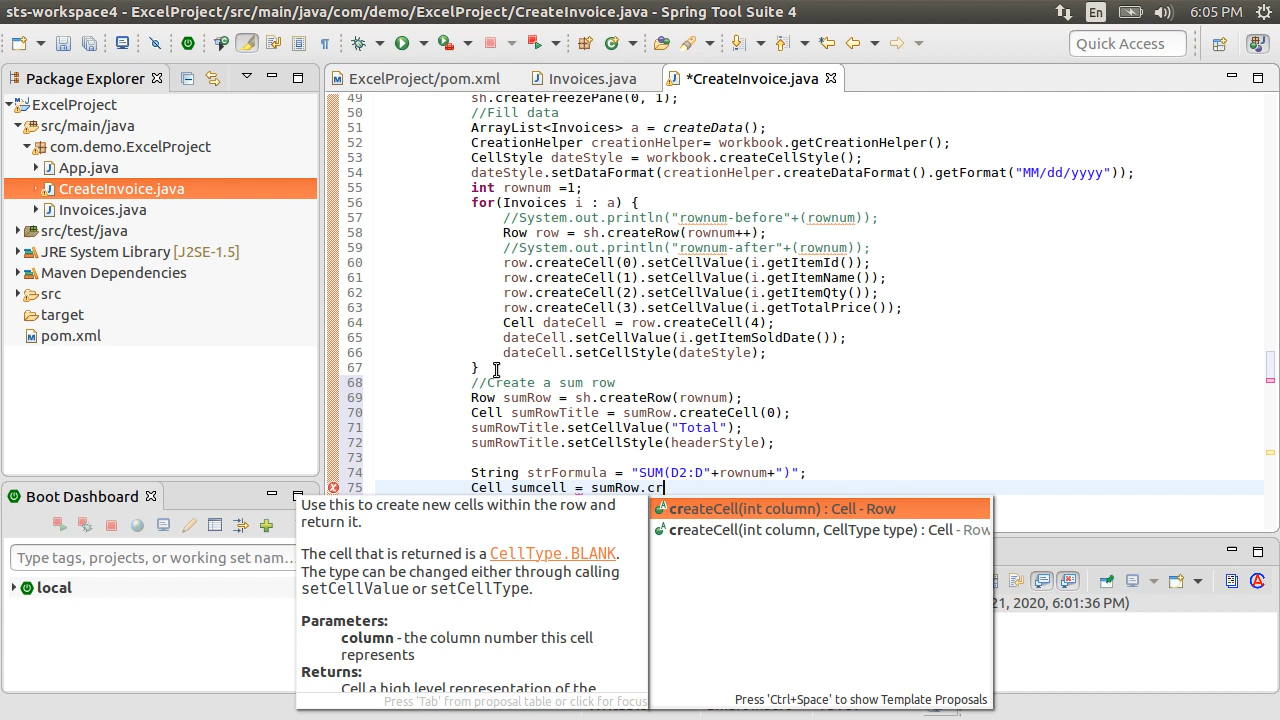 sts-workspace4 - ExcelProject/src/main/java/com/demo/ExcelProject/CreateInvoice.java - Spring Tool Suite 4
En
6:05 PM
Quick Access
Package Explorer
ExcelProject
src/main/java
com.demo.ExcelProject
App.java
CreateInvoice.java
Invoices.java
src/test/java
JRE System Library [J2SE-1.5]
Maven Dependencies
src
target
pom.xml
Boot Dashboard
Type tags, projects, or working set nam...
local
ExcelProject/pom.xml
Invoices.java
*CreateInvoice.java
49 sh.createFreezePane(0, 1);
50 //Fill data
51 ArrayList<Invoices> a = createData();
52 CreationHelper creationHelper= workbook.getCreationHelper();
53 CellStyle dateStyle = workbook.createCellStyle();
54 dateStyle.setDataFormat(creationHelper.createDataFormat().getFormat("MM/dd/yyyy"));
55 int rownum =1;
56 for(Invoices i : a) {
57 //System.out.println("rownum-before"+(rownum));
58 Row row = sh.createRow(rownum++);
59 //System.out.println("rownum-after"+(rownum));
60 row.createCell(0).setCellValue(i.getItemId());
61 row.createCell(1).setCellValue(i.getItemName());
62 row.createCell(2).setCellValue(i.getItemQty());
63 row.createCell(3).setCellValue(i.getTotalPrice());
64 Cell dateCell = row.createCell(4);
65 dateCell.setCellValue(i.getItemSoldDate());
66 dateCell.setCellStyle(dateStyle);
67 }
68 //Create a sum row
69 Row sumRow = sh.createRow(rownum);
70 Cell sumRowTitle = sumRow.createCell(0);
71 sumRowTitle.setCellValue("Total");
72 sumRowTitle.setCellStyle(headerStyle);
73
74 String strFormula = "SUM(D2:D"+rownum+")";
75 Cell sumcell = sumRow.cr
Use this to create new cells within the row and
return it.
The cell that is returned is a CellType.BLANK.
The type can be changed either through calling
setCellValue or setCellType.
Parameters:
column - the column number this cell
represents
Returns:
Cell a high level representation of the
Press 'Tab' from proposal table or click for focus
createCell(int column) : Cell - Row
createCell(int column, CellType type) : Cell - Row
Press 'Ctrl+Space' to show Template Proposals
21, 2020, 6:01:36 PM)